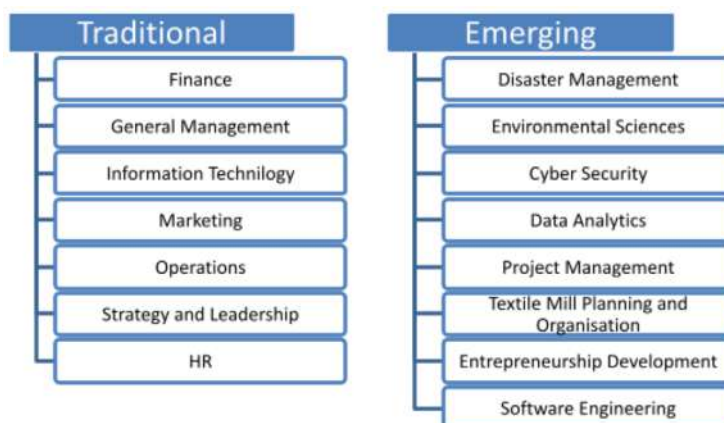 Traditional
Finance
General Management
Information Technilogy
Marketing
Operations
Strategy and Leadership
HR
Emerging
Disaster Management
Environmental Sciences
Cyber Security
Data Analytics
Project Management
Textile Mill Planning and
Organisation
Entrepreneurship Development
Software Engineering